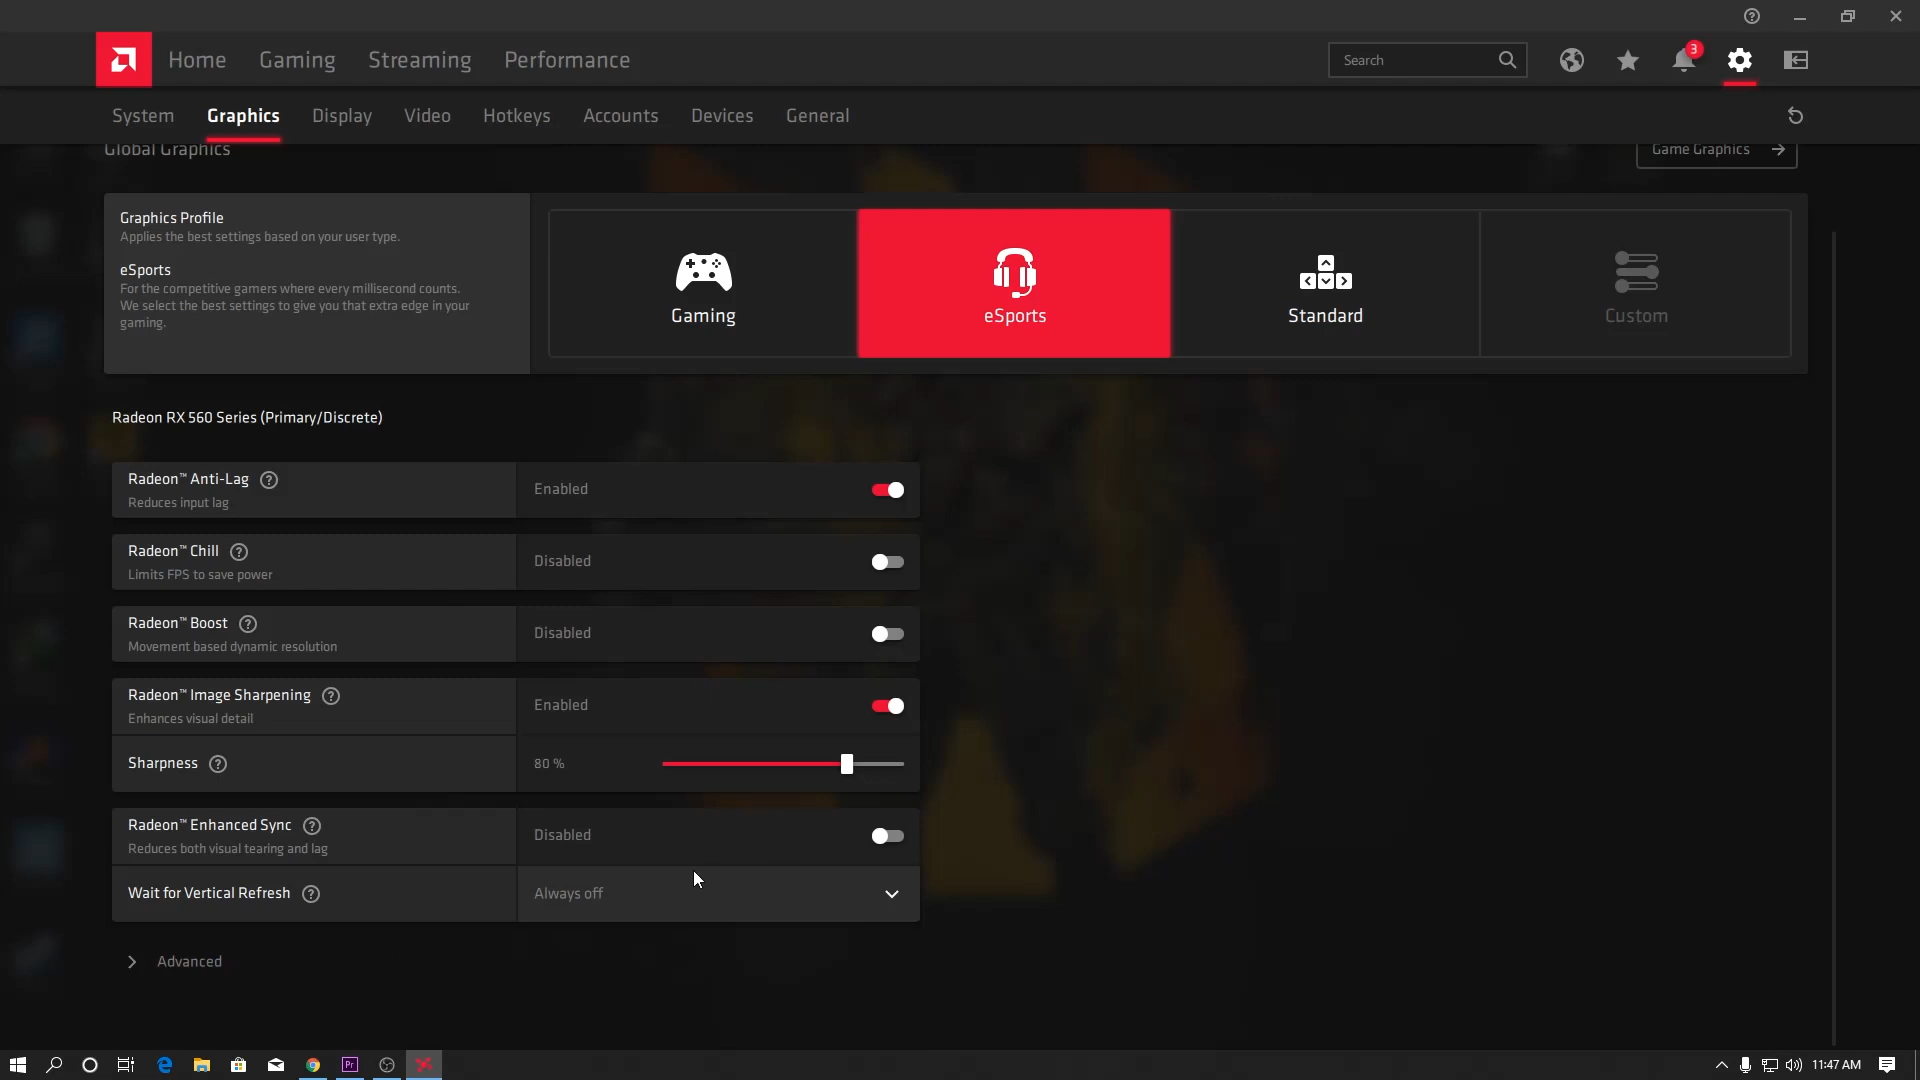 Home
Gaming
Streaming
Performance
Search
3
System
Graphics
Display
Video
Hotkeys
Accounts
Devices
General
Global Graphics
Game Graphics
Graphics Profile
Applies the best settings based on your user type.
eSports
For the competitive gamers where every millisecond counts.
We select the best settings to give you that extra edge in your
gaming.
Gaming
eSports
Standard
Custom
Radeon RX 560 Series (Primary/Discrete)
Radeon™ Anti-Lag ?
Reduces input lag
Enabled
Radeon™ Chill ?
Limits FPS to save power
Disabled
Radeon™ Boost ?
Movement based dynamic resolution
Disabled
Radeon™ Image Sharpening ?
Enhances visual detail
Enabled
Sharpness ?
80 %
Radeon™ Enhanced Sync ?
Reduces both visual tearing and lag
Disabled
Wait for Vertical Refresh ?
Always off
Advanced
Pr
11:47 AM